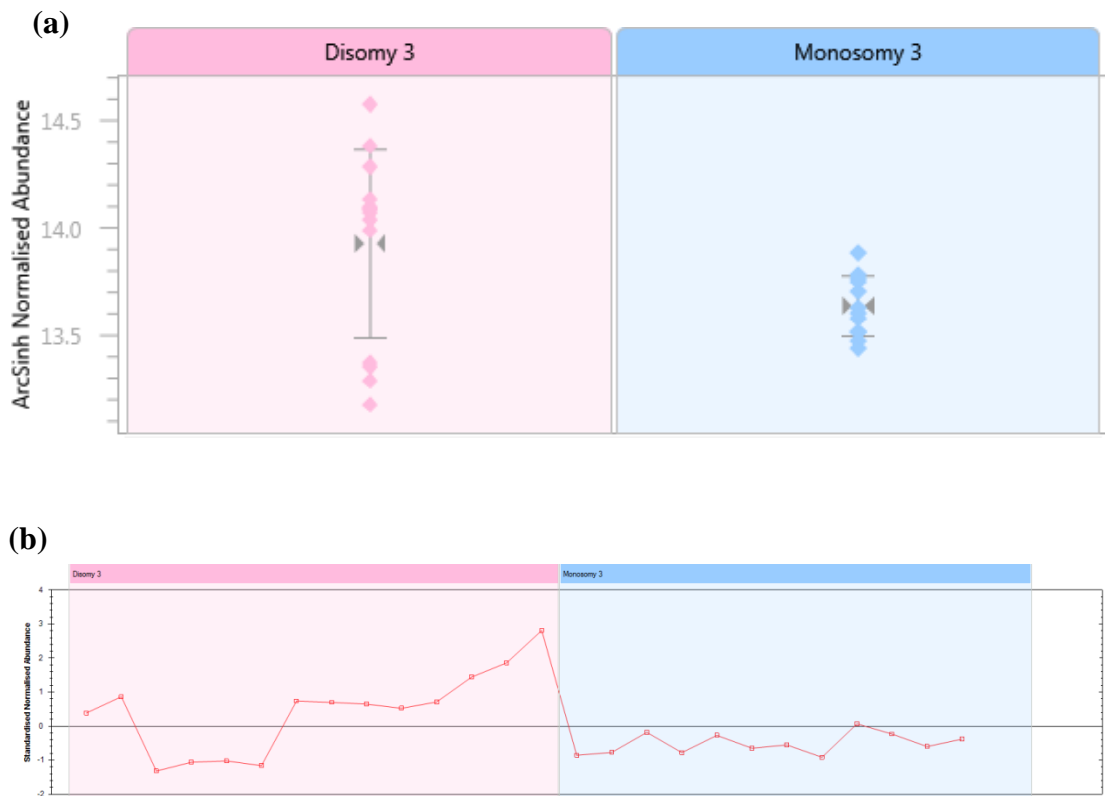 (a)
Disomy 3
Monosomy 3
ArcSinh Normalised Abundance
14.5
14.0
13.5
(b)
Disomy 3
Monosomy 3
Standardised Normalised Abundance
4
3
2
1
0
-1
-2